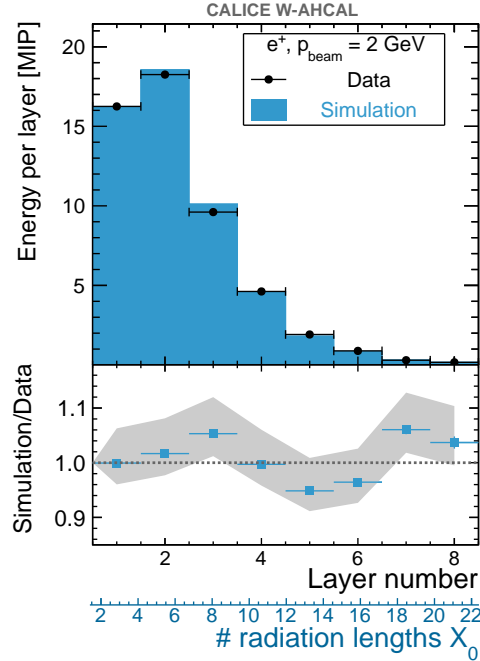 CALICE W-AHCAL
e+, p_beam = 2 GeV
Data
Simulation
Energy per layer [MIP]
20
15
10
5
Simulation/Data
1.1
1.0
0.9
2 4 6 8
Layer number
2 4 6 8 10 12 14 16 18 20 22
# radiation lengths X_0